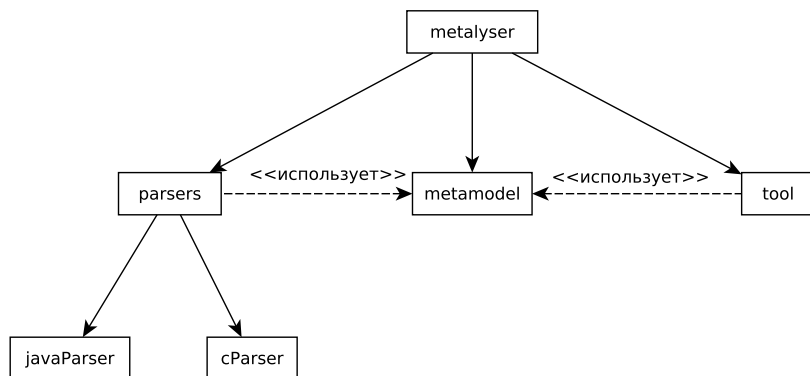 metalyser
<<использует>>
<<использует>>
parsers
metamodel
tool
javaParser
cParser